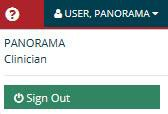 USER, PANORAMA
PANORAMA
Clinician
Sign Out